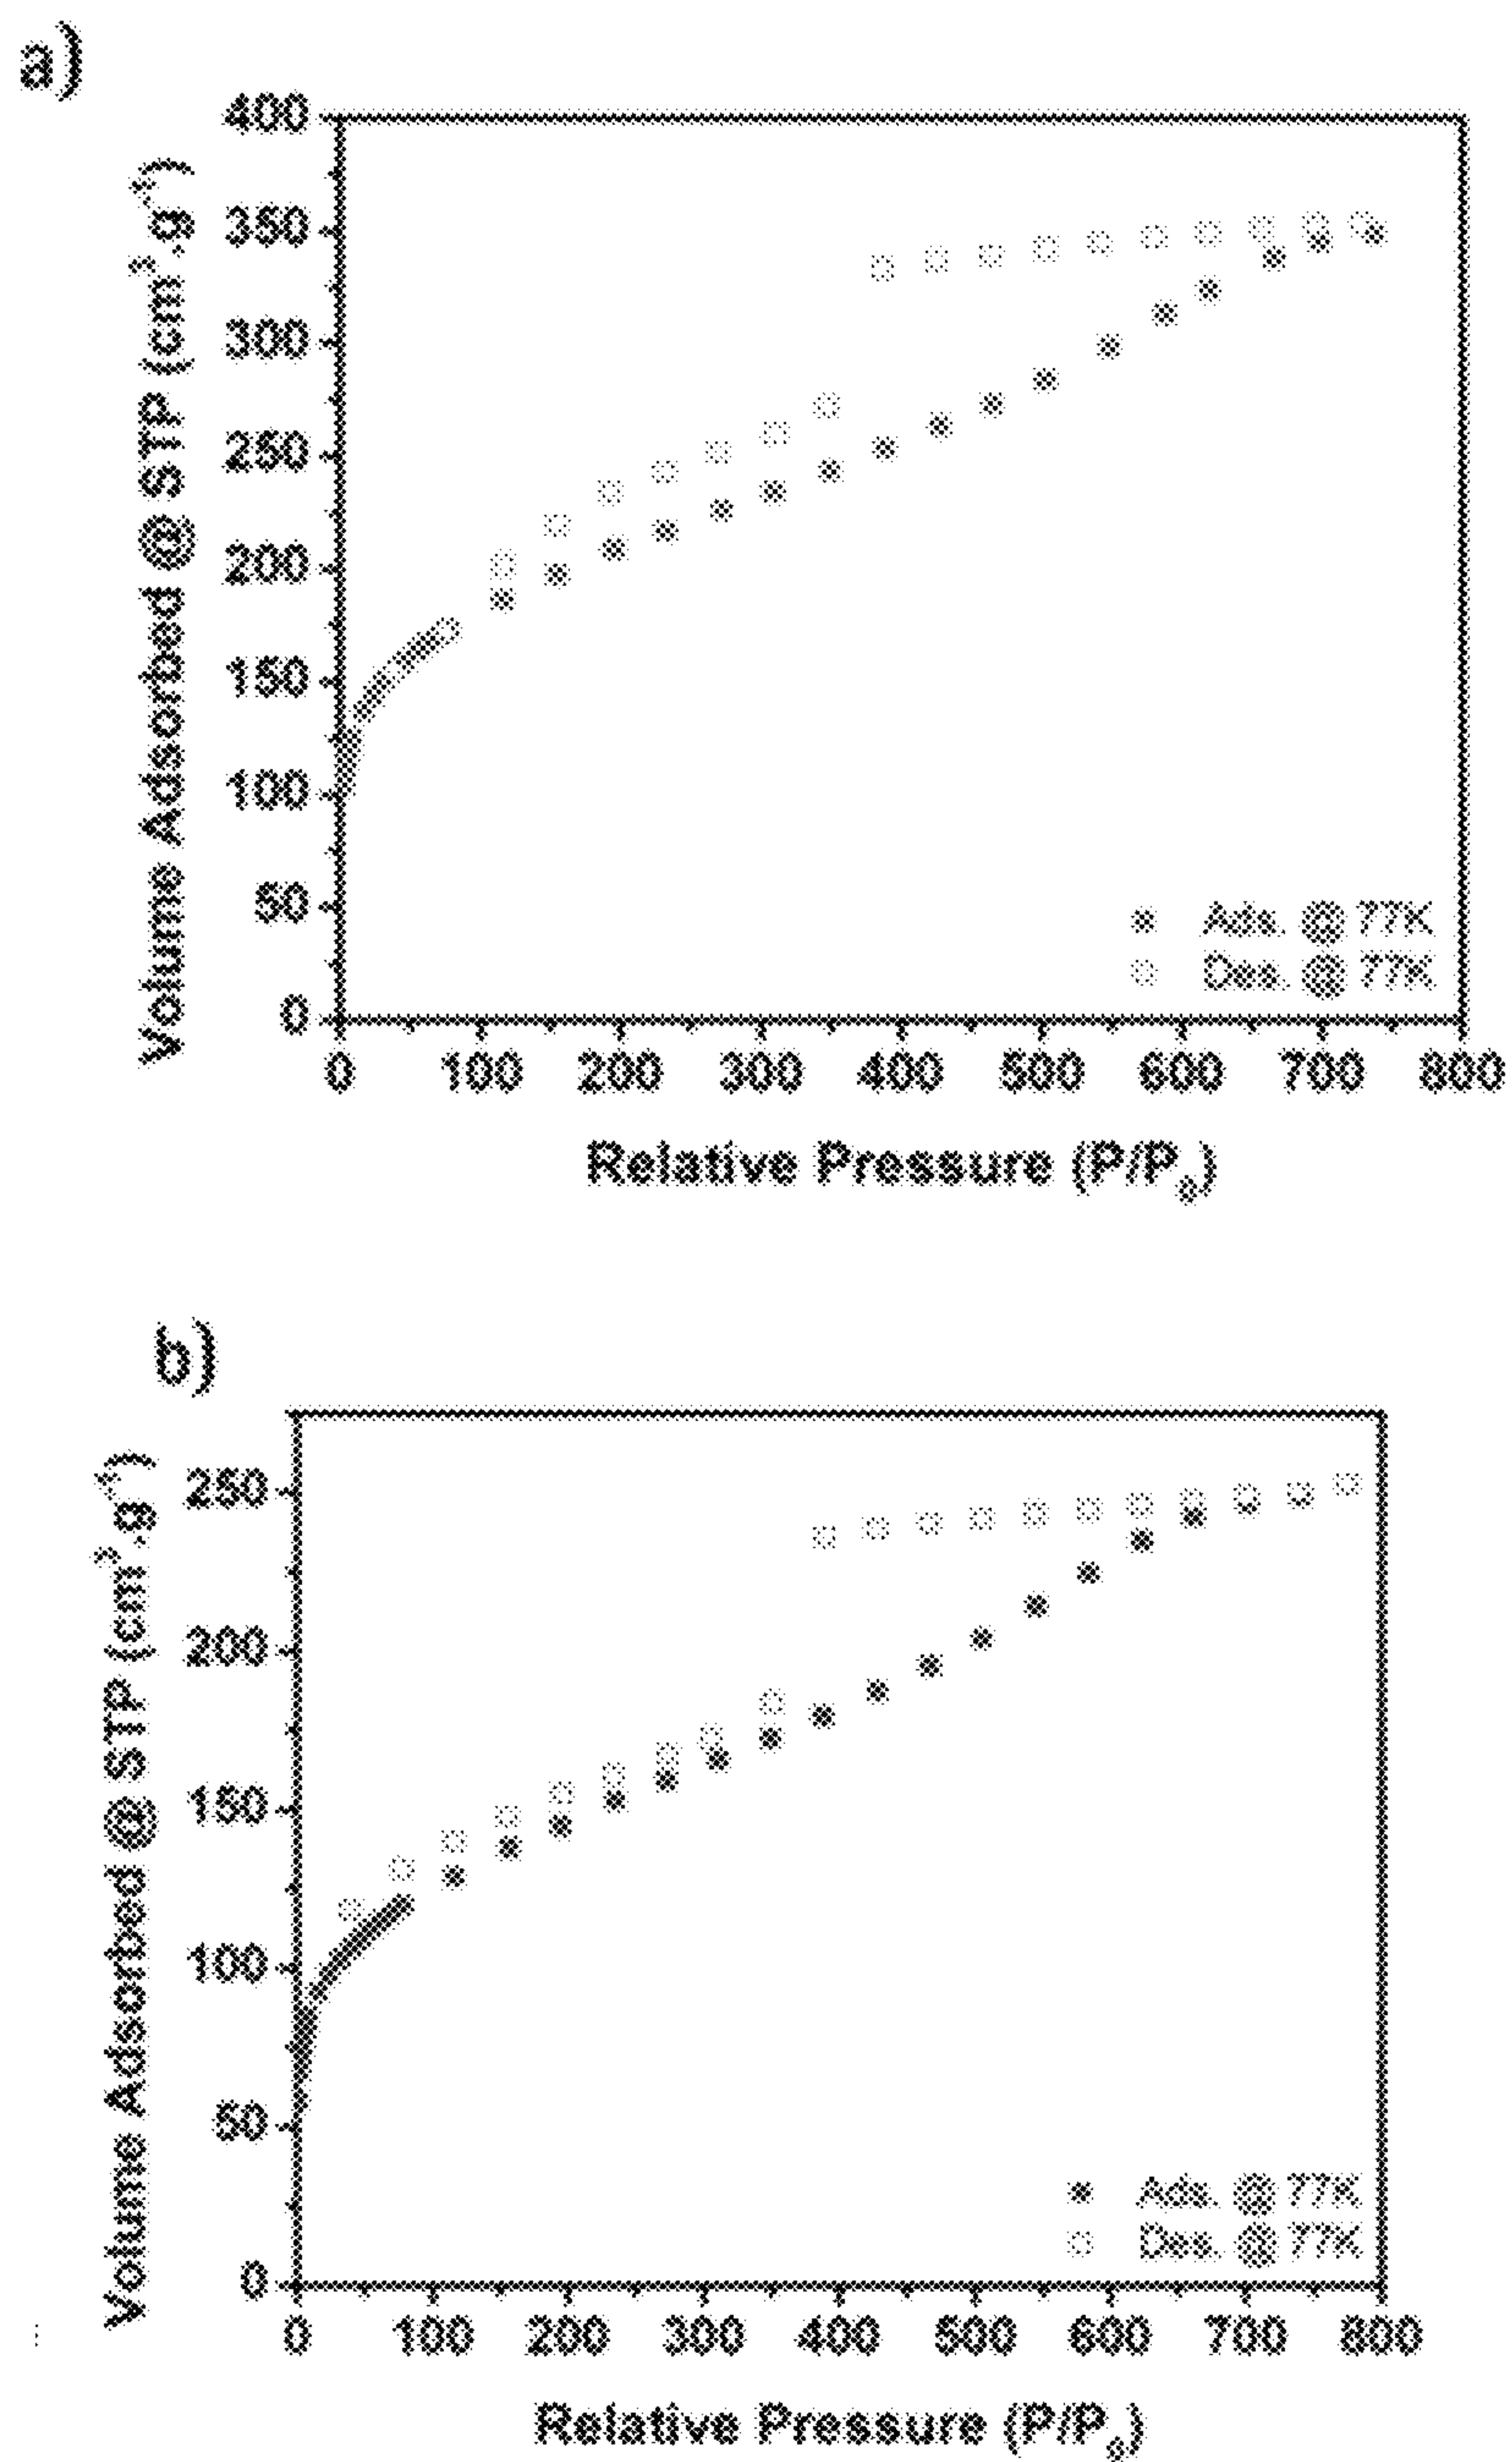 a)
Volume Adsorbed @ STP (cm³.g⁻¹)
400
350
300
250
200
150
100
50
0
Ads. @ 77K
Des. @ 77K
0 100 200 300 400 500 600 700 800
Relative Pressure (P/P₀)
b)
Volume Adsorbed @ STP (cm³.g⁻¹)
250
200
150
100
50
0
Ads. @ 77K
Des. @ 77K
0 100 200 300 400 500 600 700 800
Relative Pressure (P/P₀)